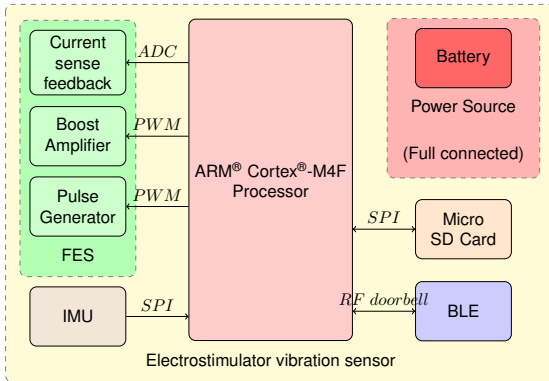 Current
sense
feedback
ADC
Boost
Amplifier
PWM
Pulse
Generator
PWM
FES
IMU
SPI
ARM® Cortex®-M4F
Processor
Battery
Power Source
(Full connected)
SPI
Micro
SD Card
RF doorbell
BLE
Electrostimulator vibration sensor